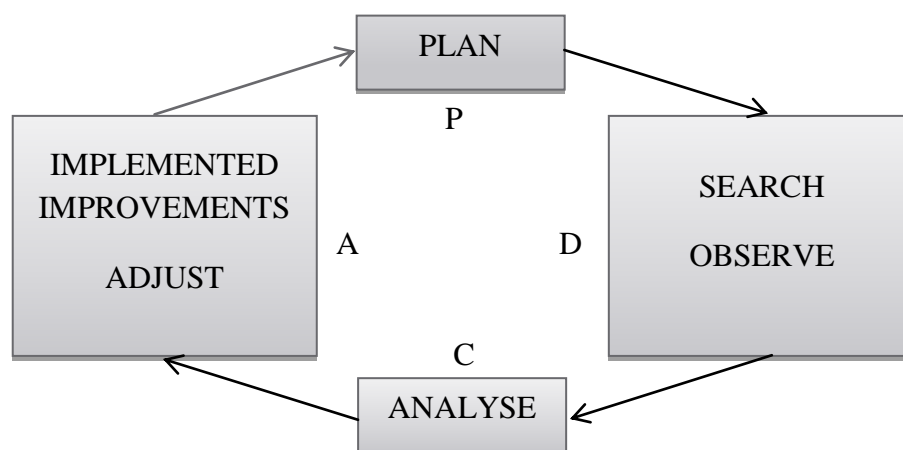 PLAN
P
IMPLEMENTED
IMPROVEMENTS
ADJUST
A
D
SEARCH
OBSERVE
C
ANALYSE